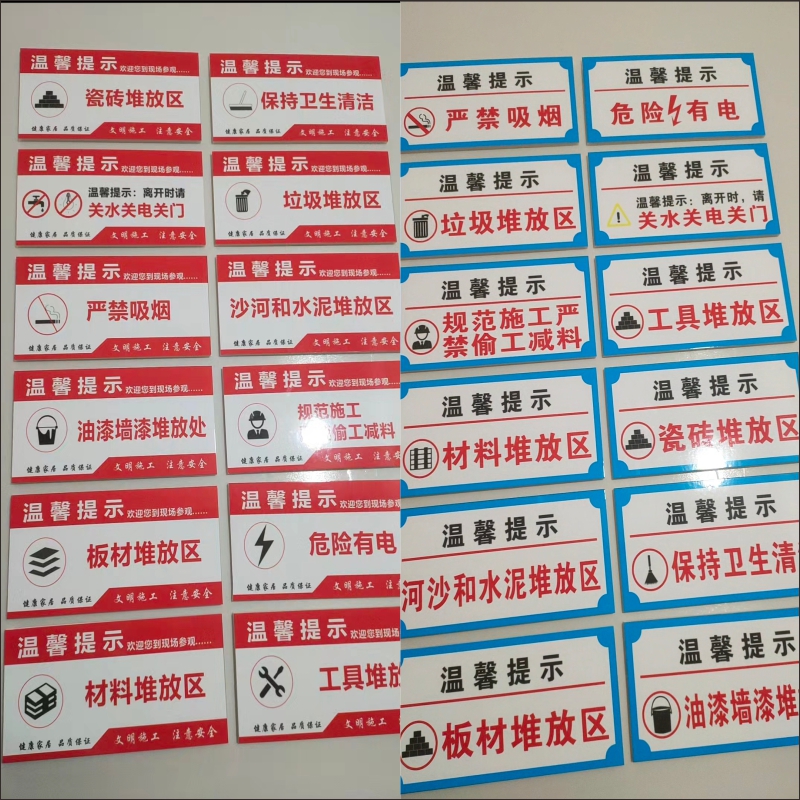 温馨提示 欢迎您到现场参观......
瓷砖堆放区
健康家居 品质保证 文明施工 注意安全
温馨提示 欢迎您到现场参观......
保持卫生清洁
健康家居 品质保证 文明施工 注意安全
温馨提示 欢迎您到现场参观......
温馨提示：离开时请
关水关电关门
健康家居 品质保证 文明施工 注意安全
温馨提示 欢迎您到现场参观......
垃圾堆放区
健康家居 品质保证 文明施工 注意安全
温馨提示 欢迎您到现场参观......
严禁吸烟
健康家居 品质保证 文明施工 注意安全
温馨提示 欢迎您到现场参观......
沙河和水泥堆放区
健康家居 品质保证 文明施工 注意安全
温馨提示 欢迎您到现场参观......
油漆墙漆堆放处
健康家居 品质保证 文明施工 注意安全
温馨提示 欢迎您到现场参观......
规范施工
偷工减料
健康家居 品质保证 文明施工 注意安全
温馨提示 欢迎您到现场参观......
板材堆放区
健康家居 品质保证 文明施工 注意安全
温馨提示 欢迎您到现场参观
危险有电
健康家居 品质保证 文明施工 注意
温馨提示 欢迎您到现场参观......
材料堆放区
健康家居 品质保证 文明施工 注意安全
温馨提示 欢迎您到现场
工具堆放
健康家居 品质保证 文明施工
温馨提示
严禁吸烟
温馨提示
危险有电
温馨提示
垃圾堆放区
温馨提示
温馨提示：离开时，请
关水关电关门
温馨提示
规范施工严
禁偷工减料
温馨提示
工具堆放区
温馨提示
材料堆放区
温馨提示
瓷砖堆放区
温馨提示
河沙和水泥堆放区
温馨提示
保持卫生清
温馨提示
板材堆放区
温馨提示
油漆墙漆堆